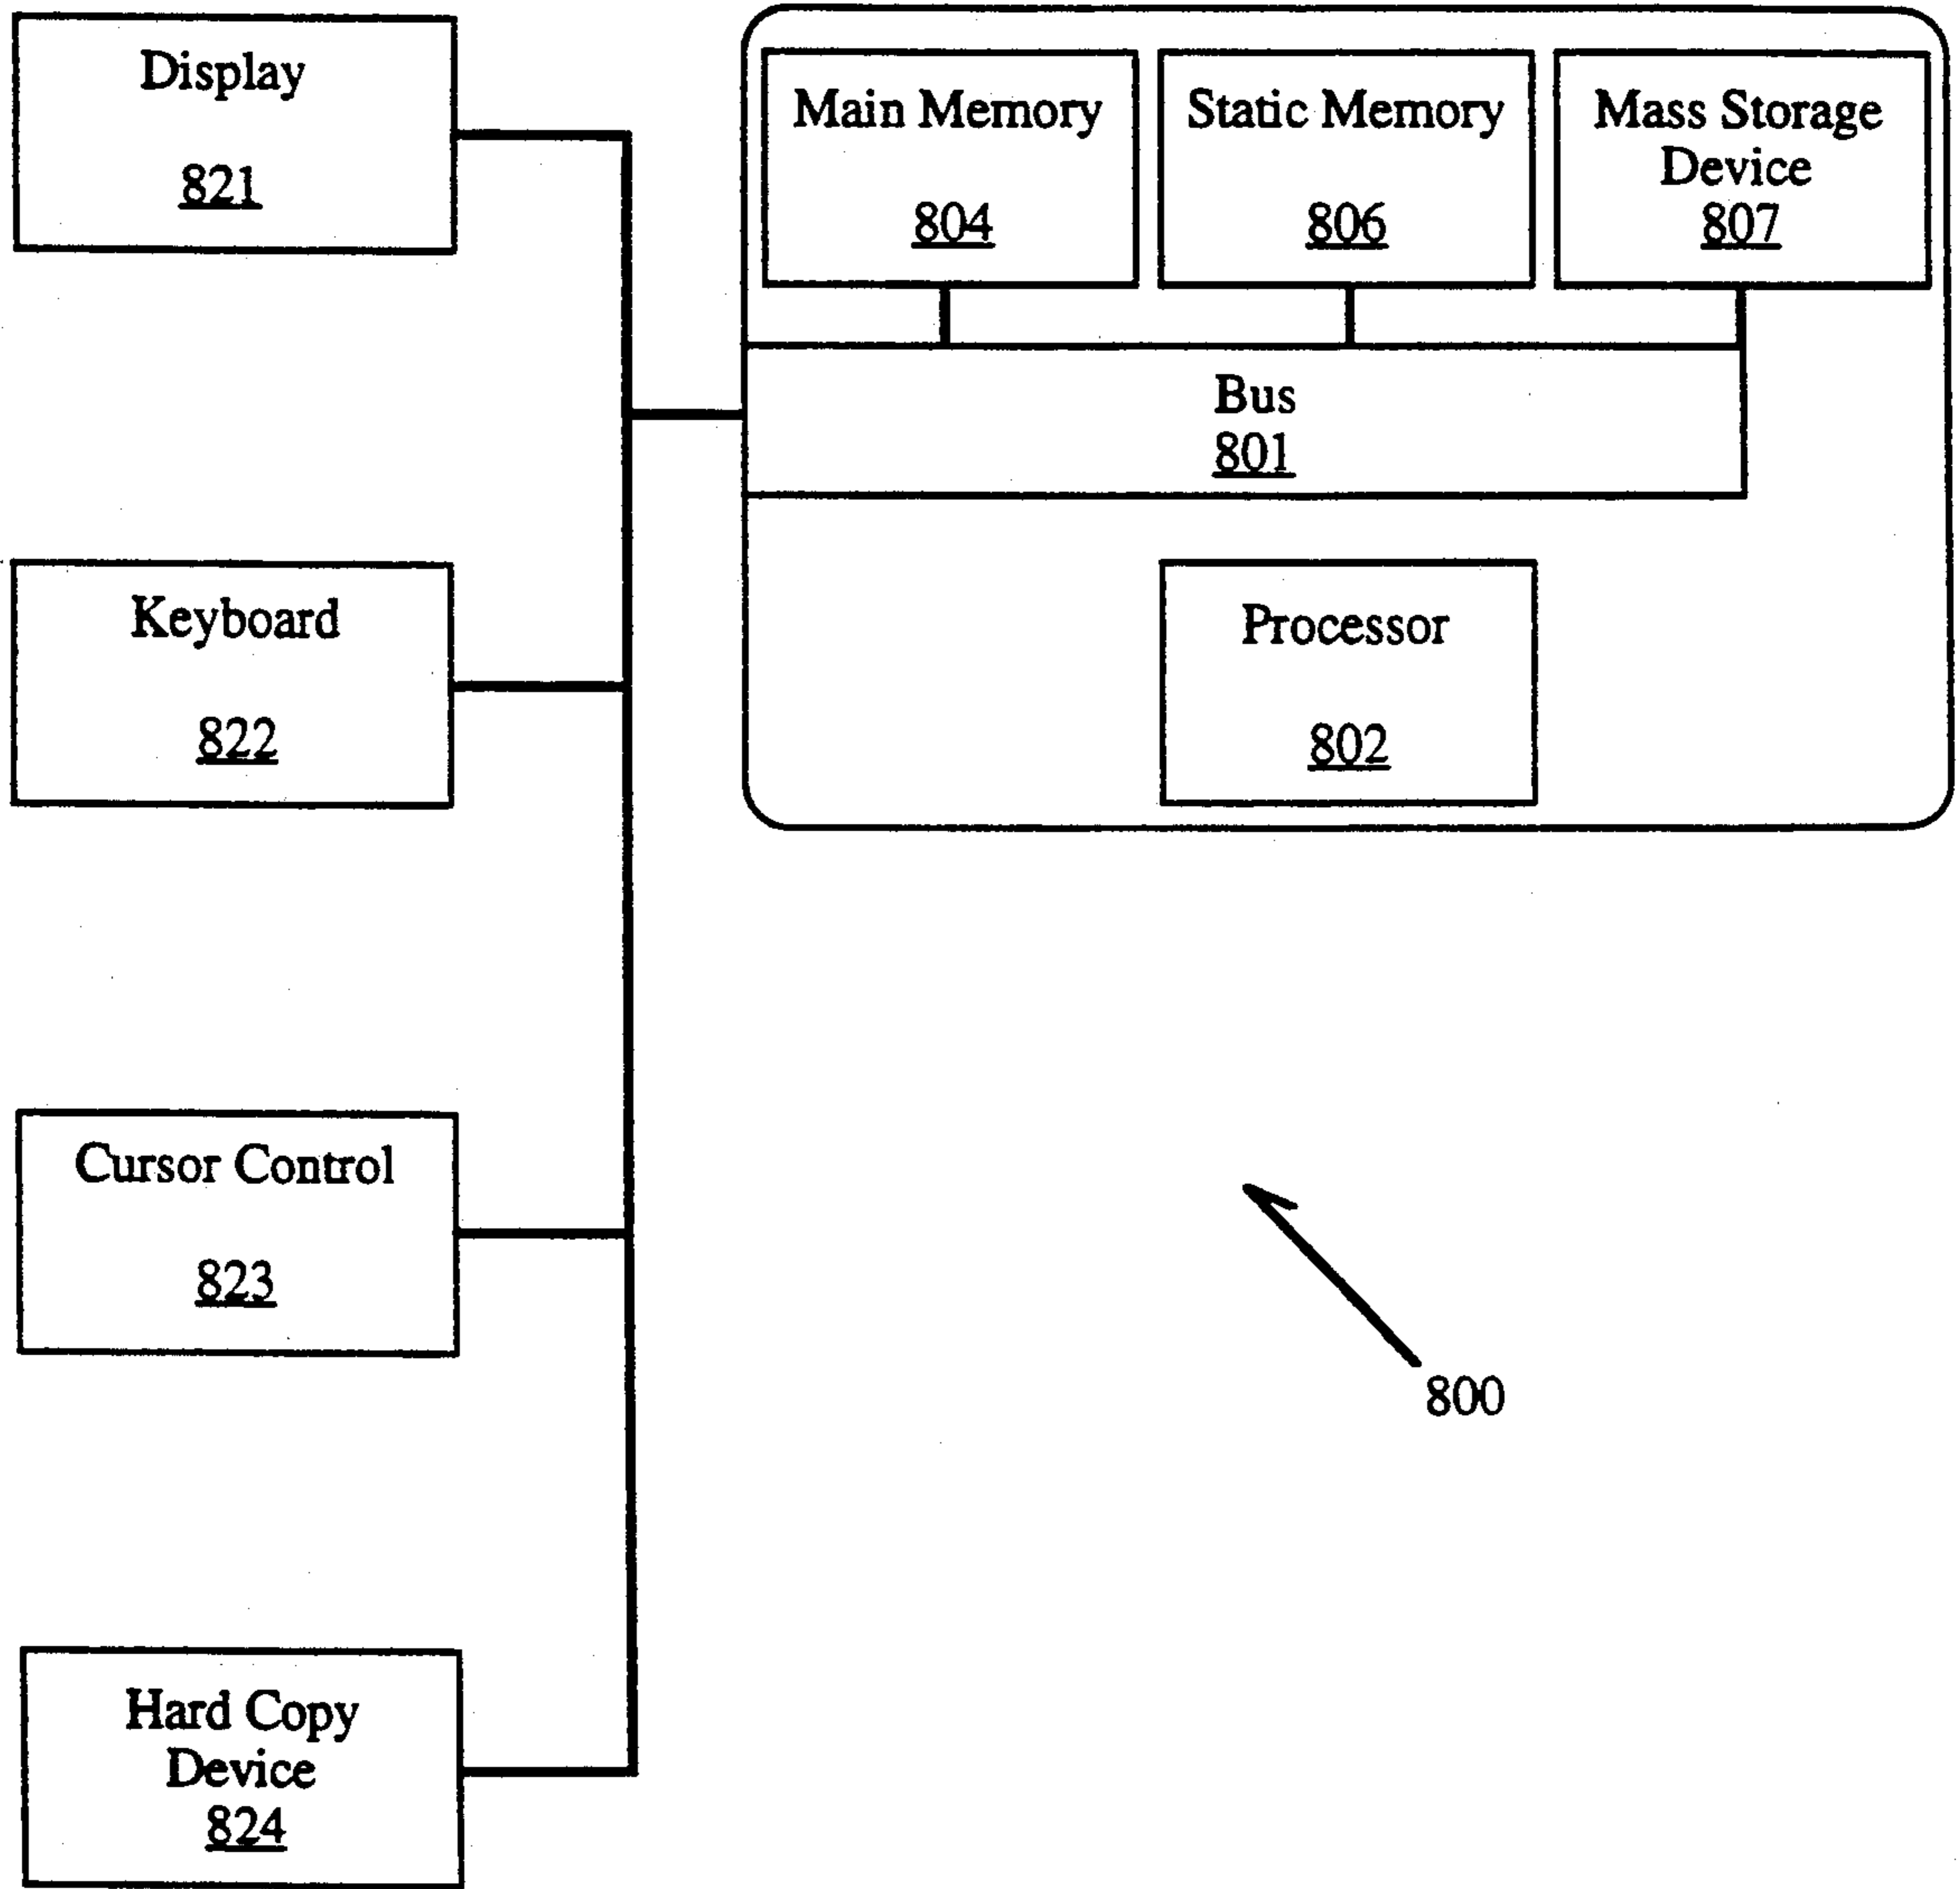 Display
821
Main Memory
804
Static Memory
806
Mass Storage
Device
807
Bus
801
Keyboard
822
Processor
802
Cursor Control
823
800
Hard Copy
Device
824